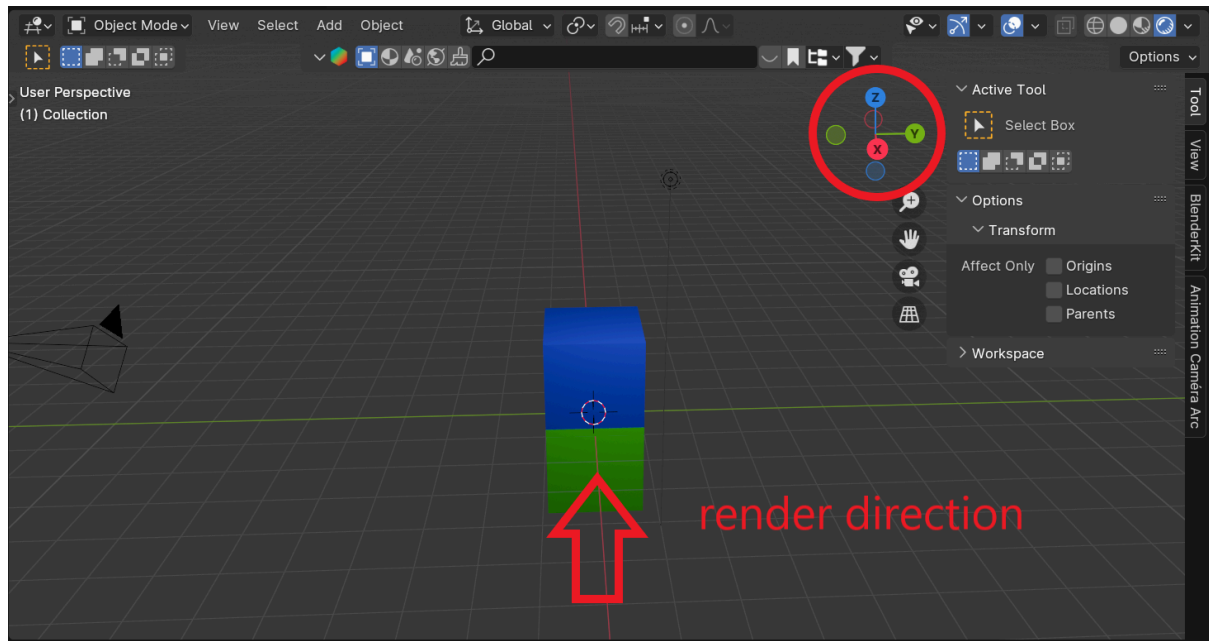 Object Mode View Select Add Object Global
Options
User Perspective
(1) Collection
Z
Y
X
Active Tool
Select Box
Options
Transform
Affect Only Origins
Locations
Parents
Workspace
Tool
View
BlenderKit
Animation Caméra Arc
render direction